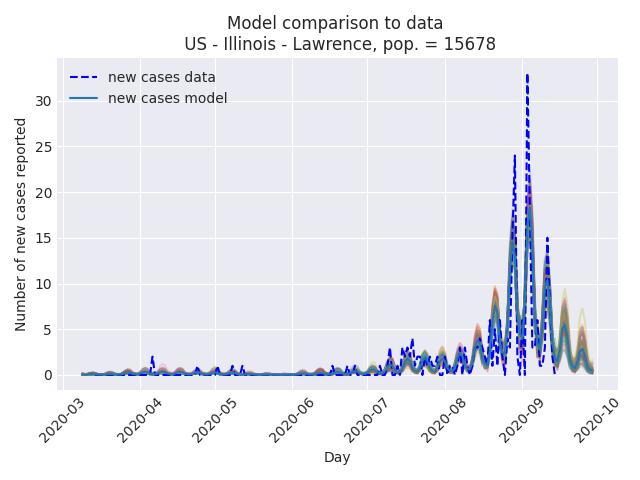 Model comparison to data
US - Illinois - Lawrence, pop. = 15678
new cases data
new cases model
Number of new cases reported
30
25
20
15
10
5
0
2020-03
2020-04
2020-05
2020-06
2020-07
2020-08
2020-09
2020-10
Day